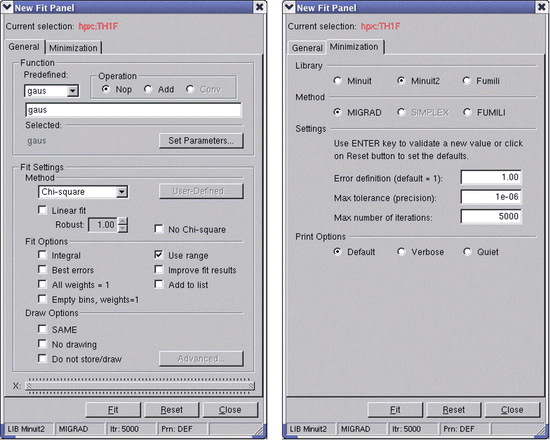 New Fit Panel
Current selection: hpx::TH1F
General Minimization
Function
Predefined: Operation
gaus Nop Add Conv
gaus
Selected:
gaus Set Parameters...
Fit Settings
Method
Chi-square User-Defined...
Linear fit
Robust: 1.00 No Chi-square
Fit Options
Integral Use range
Best errors Improve fit results
All weights = 1 Add to list
Empty bins, weights=1
Draw Options
SAME
No drawing
Do not store/draw Advanced...
X:
Fit Reset Close
LIB Minuit2 MIGRAD Itr: 5000 Prn: DEF
New Fit Panel
Current selection: hpx::TH1F
General Minimization
Library
Minuit Minuit2 Fumili
Method
MIGRAD SIMPLEX FUMILI
Settings
Use ENTER key to validate a new value or click
on Reset button to set the defaults.
Error definition (default = 1): 1.00
Max tolerance (precision): 1e-06
Max number of iterations: 5000
Print Options
Default Verbose Quiet
Fit Reset Close
LIB Minuit2 MIGRAD Itr: 5000 Prn: DEF